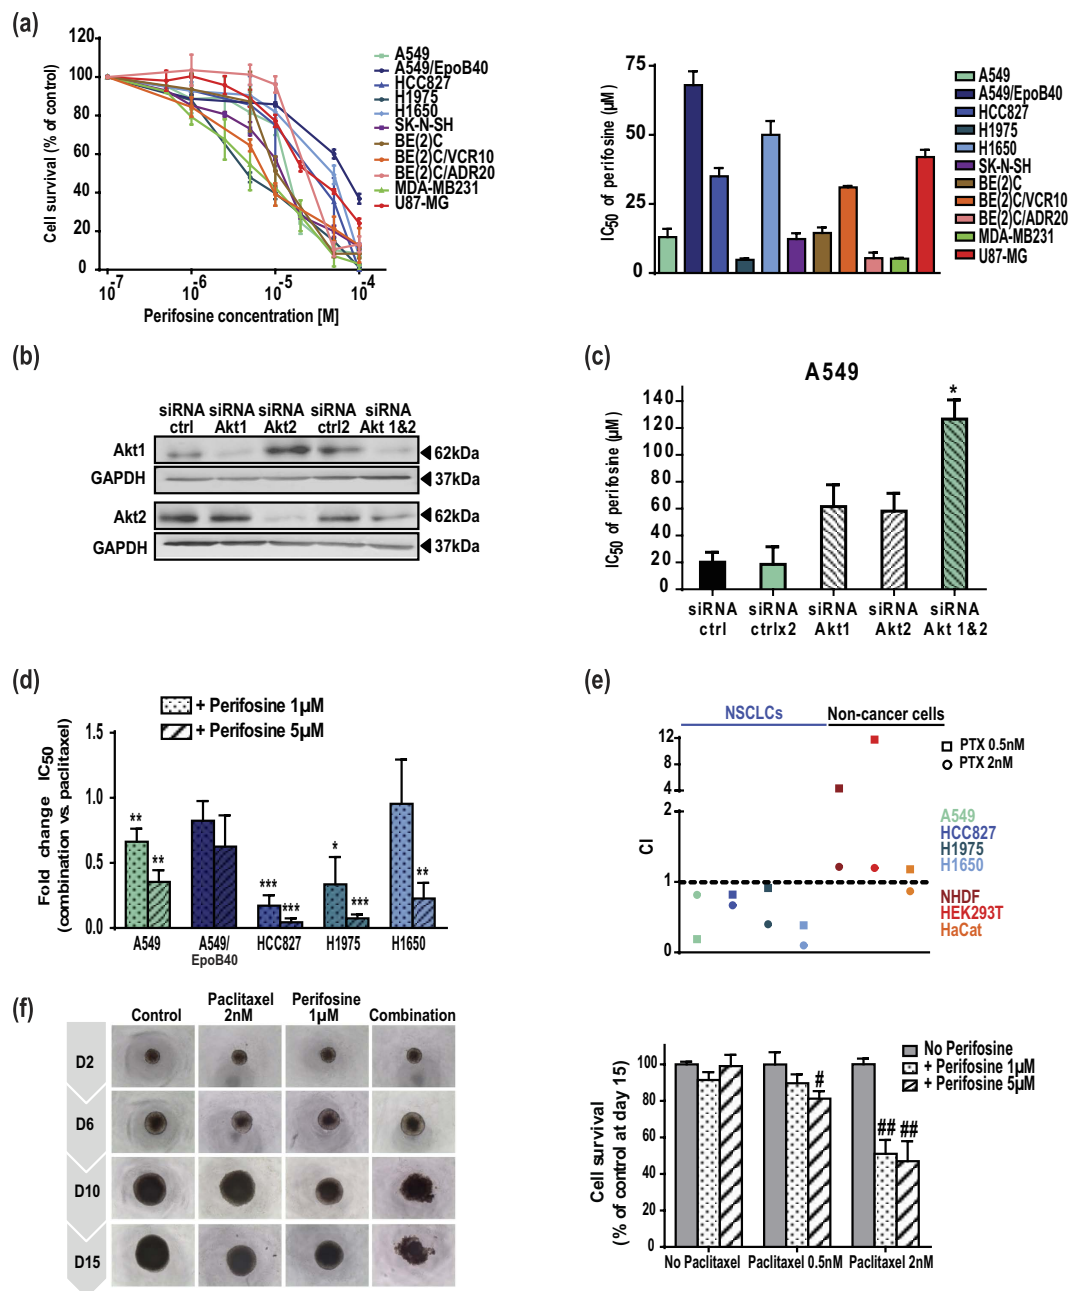 (a)
120
100
80
60
40
20
0
Cell survival (% of control)
10-7
10-6
10-5
10-4
Perifosine concentration [M]
A549
A549/EpoB40
HCC827
H1975
H1650
SK-N-SH
BE(2)C
BE(2)C/VCR10
BE(2)C/ADR20
MDA-MB231
U87-MG
75
50
25
0
IC50 of perifosine (µM)
A549
A549/EpoB40
HCC827
H1975
H1650
SK-N-SH
BE(2)C
BE(2)C/VCR10
BE(2)C/ADR20
MDA-MB231
U87-MG
(b)
siRNA siRNA siRNA siRNA siRNA
ctrl Akt1 Akt2 ctrl2 Akt 1&2
Akt1
62kDa
GAPDH
37kDa
Akt2
62kDa
GAPDH
37kDa
(c)
A549
*
140
120
100
80
60
40
20
0
IC50 of perifosine (µM)
siRNA siRNA siRNA siRNA siRNA
ctrl ctrlx2 Akt1 Akt2 Akt 1&2
(d)
+ Perifosine 1µM
+ Perifosine 5µM
1.5
1.0
0.5
0.0
Fold change IC50
(combination vs. paclitaxel)
** ** *** *** * *** **
A549 A549/ HCC827 H1975 H1650
EpoB40
(e)
NSCLCs Non-cancer cells
12
8
4
2
1
0
CI
PTX 0.5nM
PTX 2nM
A549
HCC827
H1975
H1650
NHDF
HEK293T
HaCat
(f)
Control Paclitaxel 2nM Perifosine 1µM Combination
D2
D6
D10
D15
No Perifosine
+ Perifosine 1µM
+ Perifosine 5µM
100
80
60
40
20
0
Cell survival
(% of control at day 15)
# ## ##
No Paclitaxel Paclitaxel 0.5nM Paclitaxel 2nM